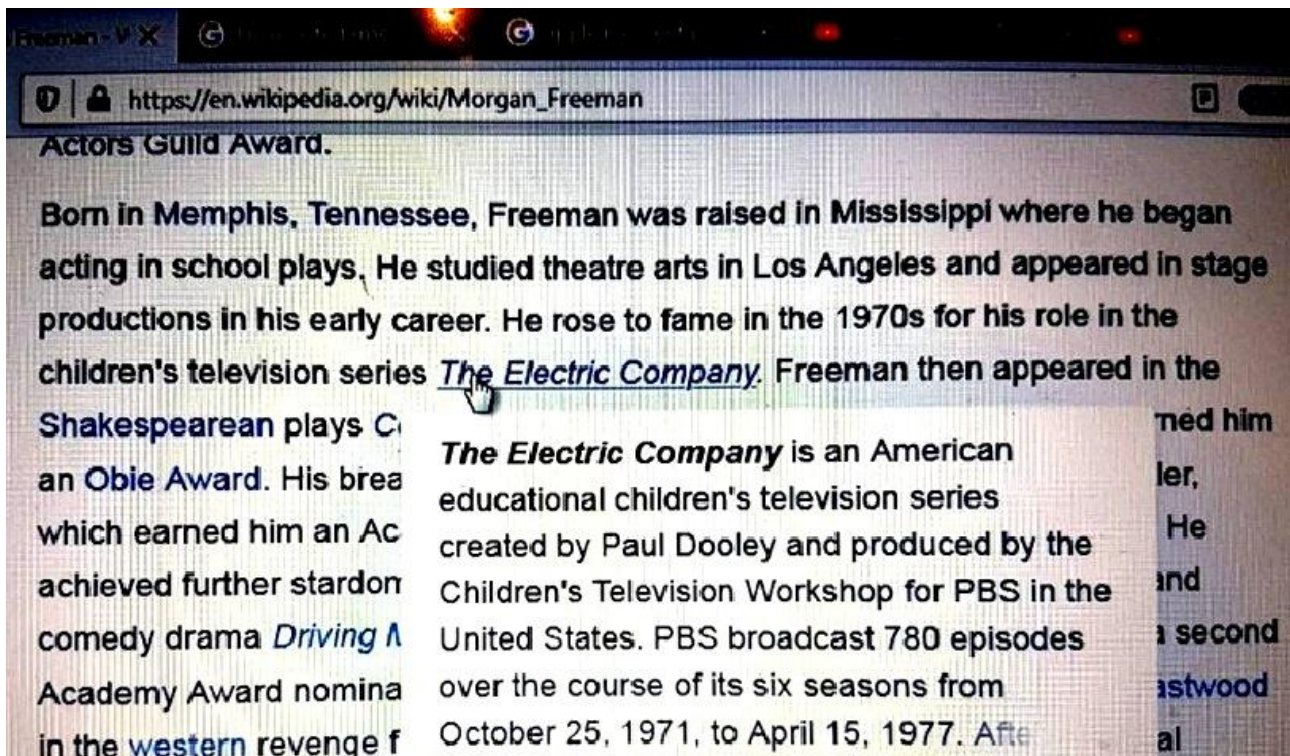 Freeman - W
https://en.wikipedia.org/wiki/Morgan_Freeman
Actors Guild Award.
Born in Memphis, Tennessee, Freeman was raised in Mississippi where he began
acting in school plays. He studied theatre arts in Los Angeles and appeared in stage
productions in his early career. He rose to fame in the 1970s for his role in the
children's television series The Electric Company. Freeman then appeared in the
Shakespearean plays ned him
an Obie Award. His brea ler,
which earned him an Ac He
achieved further stardom and
comedy drama Driving a second
Academy Award nomina astwood
in the western revenge f al
The Electric Company is an American
educational children's television series
created by Paul Dooley and produced by the
Children's Television Workshop for PBS in the
United States. PBS broadcast 780 episodes
over the course of its six seasons from
October 25, 1971, to April 15, 1977. Afte